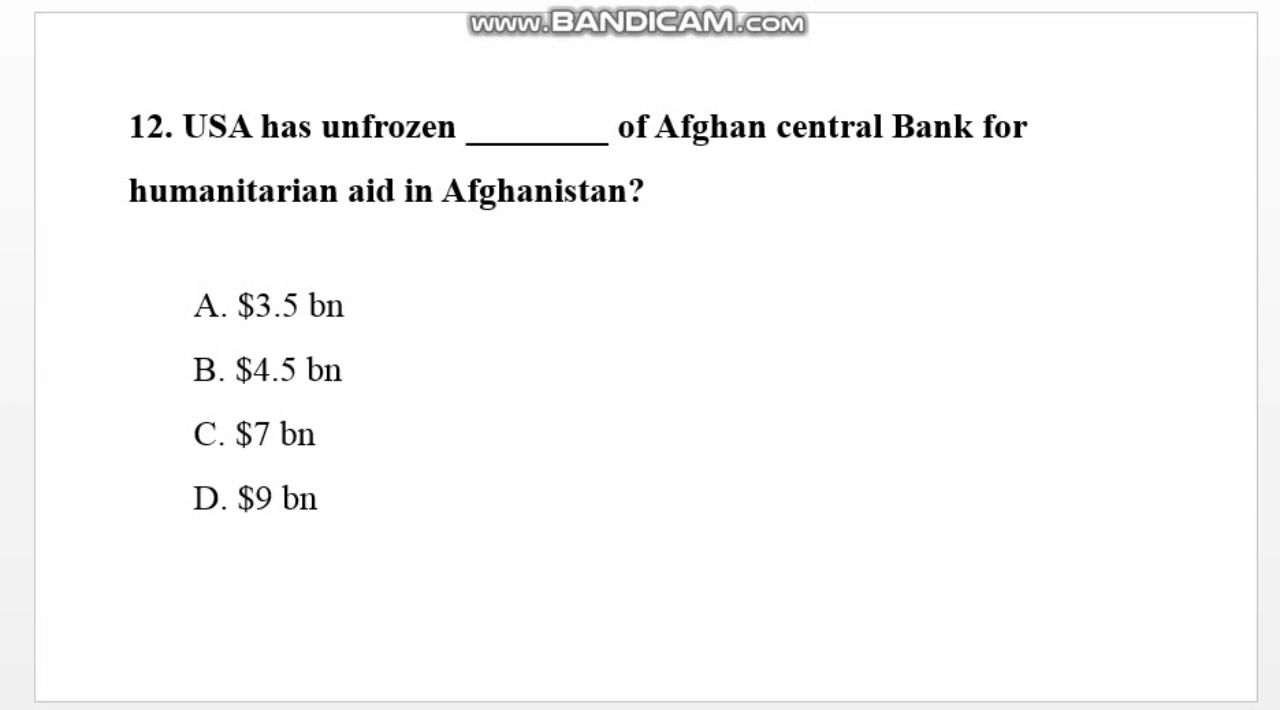 www.BANDICAM.com
12. USA has unfrozen ________ of Afghan central Bank for
humanitarian aid in Afghanistan?
A. $3.5 bn
B. $4.5 bn
C. $7 bn
D. $9 bn